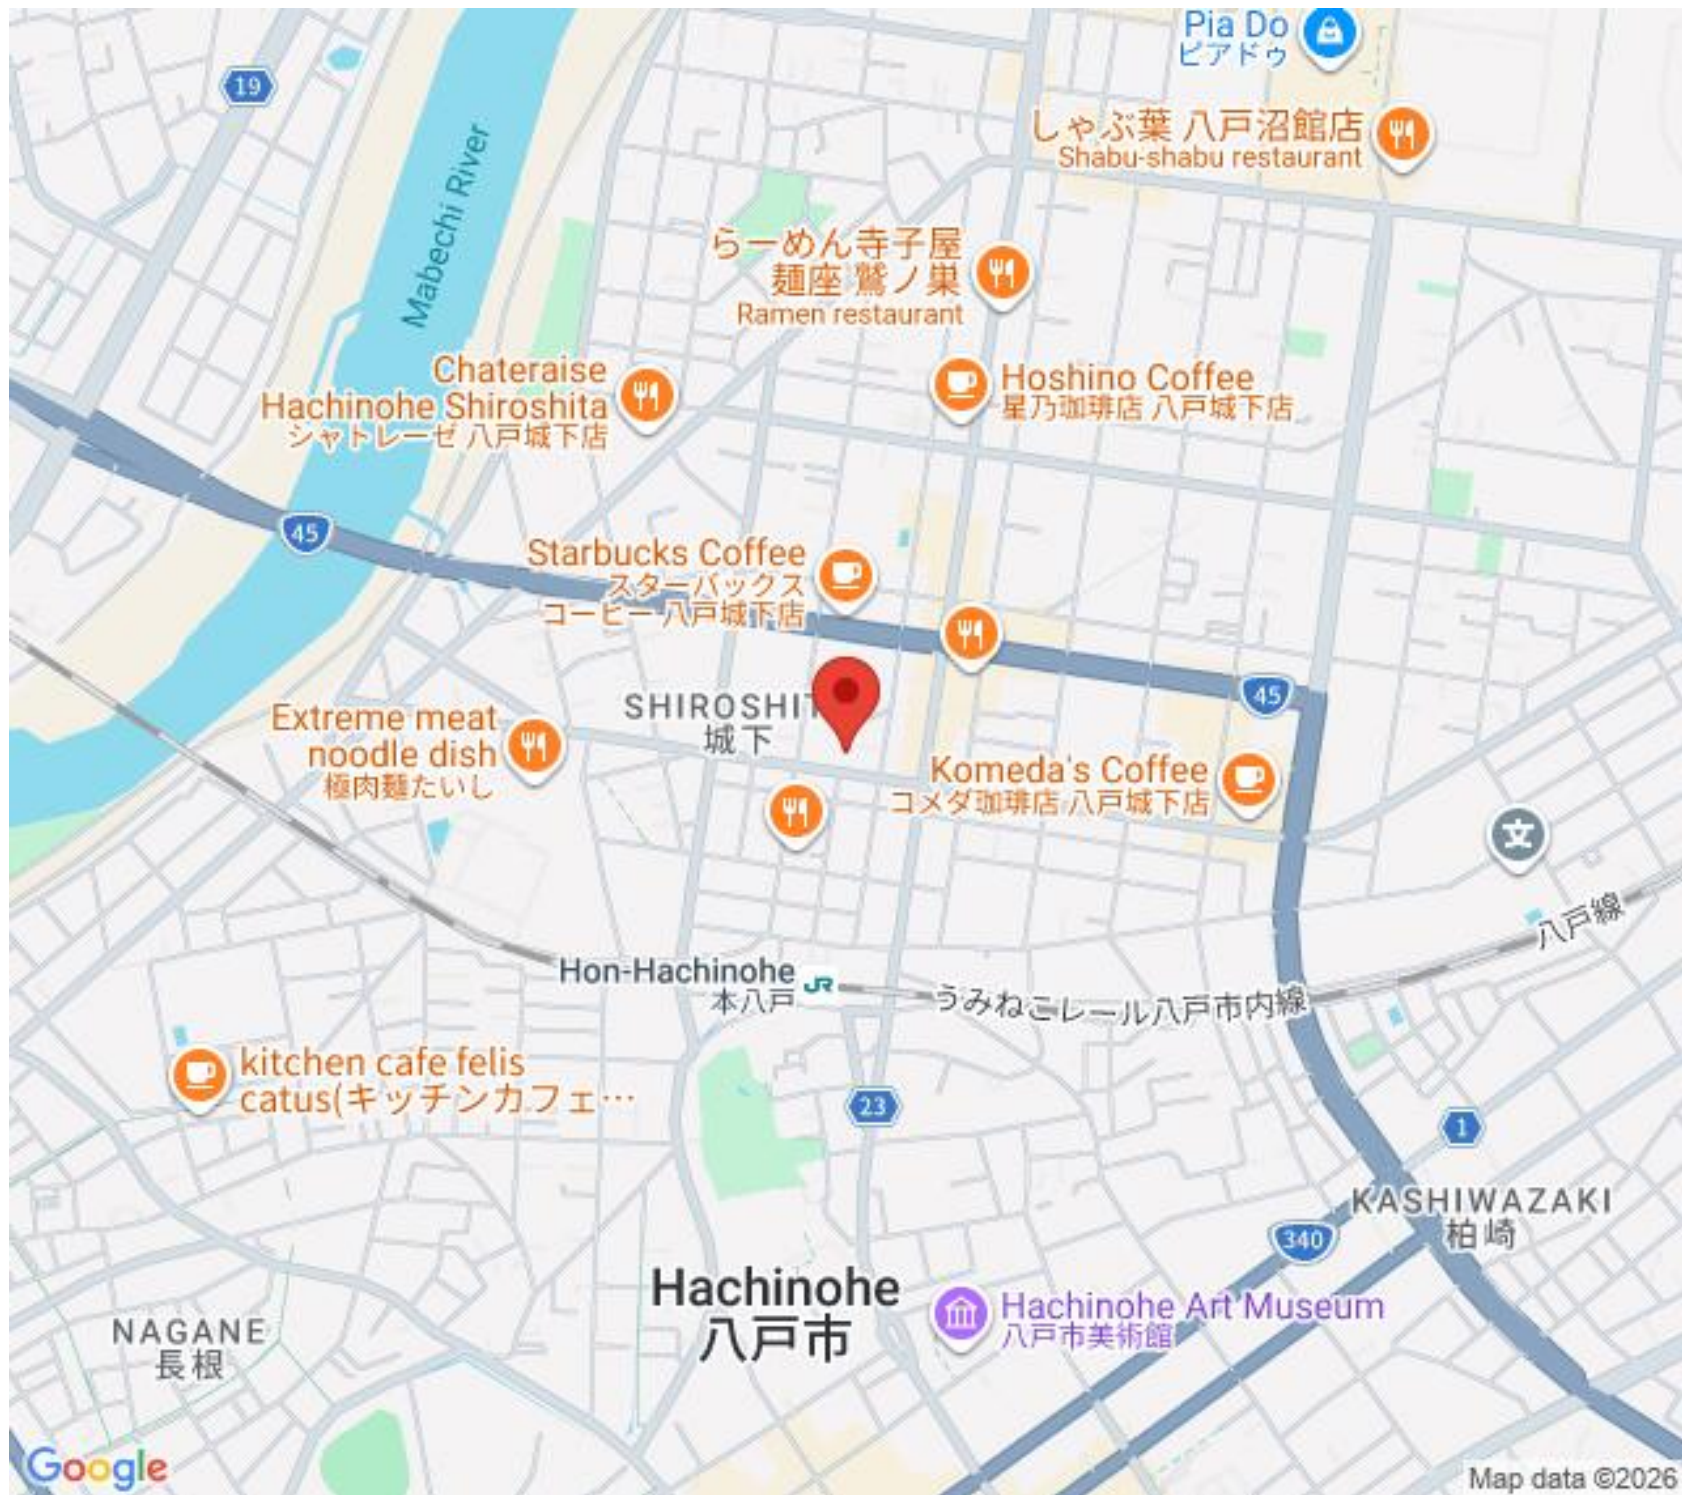 Pia Do
ピアドゥ
19
しゃぶ葉 八戸沼館店
Shabu-shabu restaurant
Mabechi River
らーめん寺子屋
麺座 鷲ノ巣
Ramen restaurant
Chateraise
Hachinohe Shiroshita
シャトレーゼ 八戸城下店
Hoshino Coffee
星乃珈琲店 八戸城下店
45
Starbucks Coffee
スターバックス
コーヒー 八戸城下店
SHIROSHIT
城下
45
Extreme meat
noodle dish
極肉麺たいし
Komeda's Coffee
コメダ珈琲店 八戸城下店
文
八戸線
Hon-Hachinohe
本八戸
JR
うみねこレール八戸市内線
kitchen cafe felis
catus(キッチンカフェ…
23
1
KASHIWAZAKI
柏崎
340
Hachinohe
八戸市
Hachinohe Art Museum
八戸市美術館
NAGANE
長根
Google
Map data ©2026